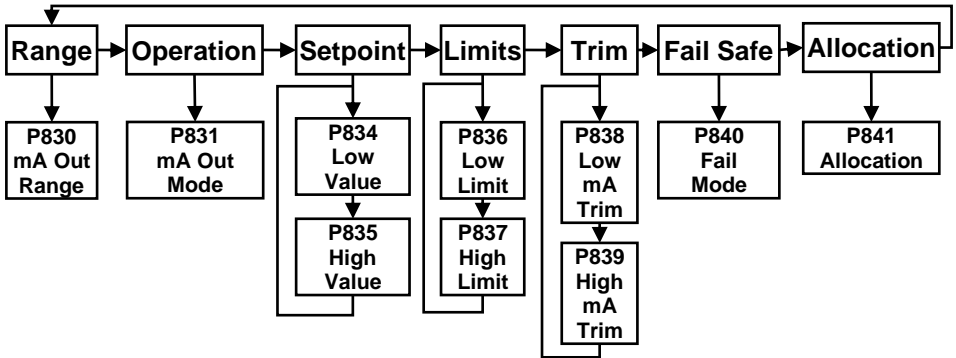 Range
Operation
Setpoint
Limits
Trim
Fail Safe
Allocation
P830
mA Out
Range
P831
mA Out
Mode
P834
Low
Value
P835
High
Value
P836
Low
Limit
P837
High
Limit
P838
Low
mA
Trim
P839
High
mA
Trim
P840
Fail
Mode
P841
Allocation